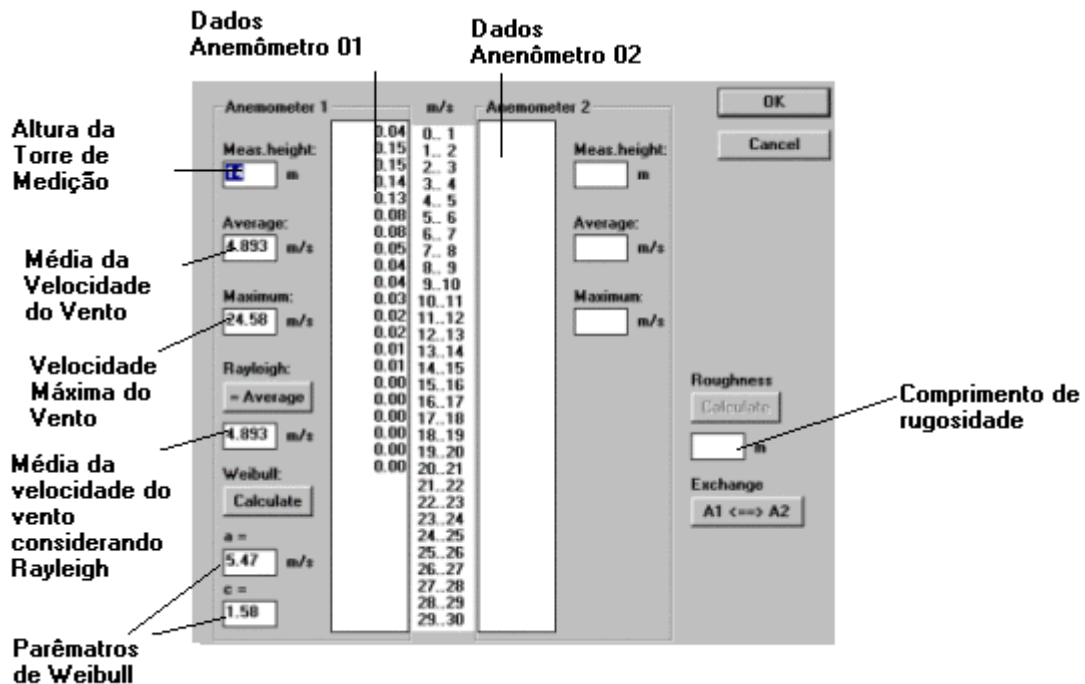 Dados
Anemômetro 01
Dados
Anenômetro 02
Altura da
Torre de
Medição
Média da
Velocidade
do Vento
Velocidade
Máxima do
Vento
Média da
velocidade do
vento
considerando
Rayleigh
Parêmatros
de Weibull
Comprimento de
rugosidade
Anemometer 1
m/s
Anemometer 2
OK
Cancel
Meas.height:
m
Average:
4.893 m/s
Maximum:
24.58 m/s
Rayleigh:
= Average
4.893
Weibull:
Calculate
a =
5.47 m/s
c =
1.58
0.04 0.. 1
0.15 1.. 2
0.15 2.. 3
0.14 3.. 4
0.13 4.. 5
0.08 5.. 6
0.08 6.. 7
0.05 7.. 8
0.04 8.. 9
0.04 9..10
0.03 10..11
0.02 11..12
0.02 12..13
0.01 13..14
0.01 14..15
0.00 15..16
0.00 16..17
0.00 17..18
0.00 18..19
0.00 19..20
0.00 20..21
21..22
22..23
23..24
24..25
25..26
26..27
27..28
28..29
29..30
Meas.height:
m
Average:
m/s
Maximum:
m/s
Roughness
Calculate
m
Exchange
A1 <==> A2